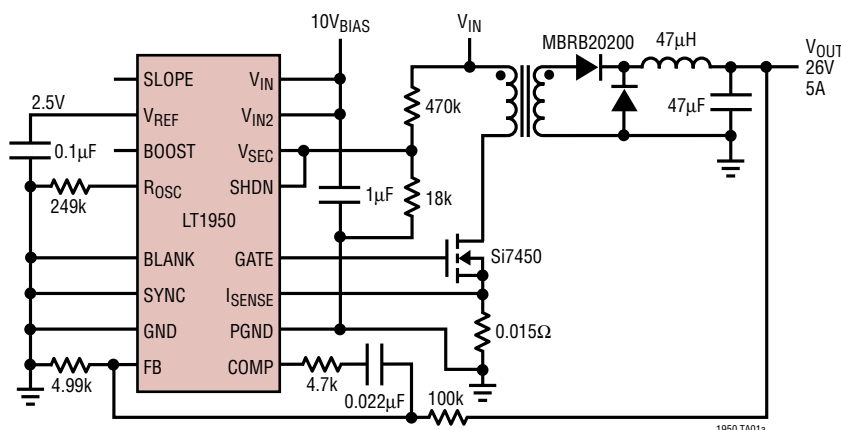 10V_BIAS
V_IN
MBRB20200
47µH
V_OUT
26V
5A
SLOPE
V_IN
470k
47µF
2.5V
V_REF
V_IN2
0.1µF
BOOST
V_SEC
249k
R_OSC
SHDN
1µF
18k
LT1950
BLANK
GATE
Si7450
SYNC
I_SENSE
GND
PGND
0.015Ω
4.99k
FB
COMP
4.7k
0.022µF
100k
1950 TA01a